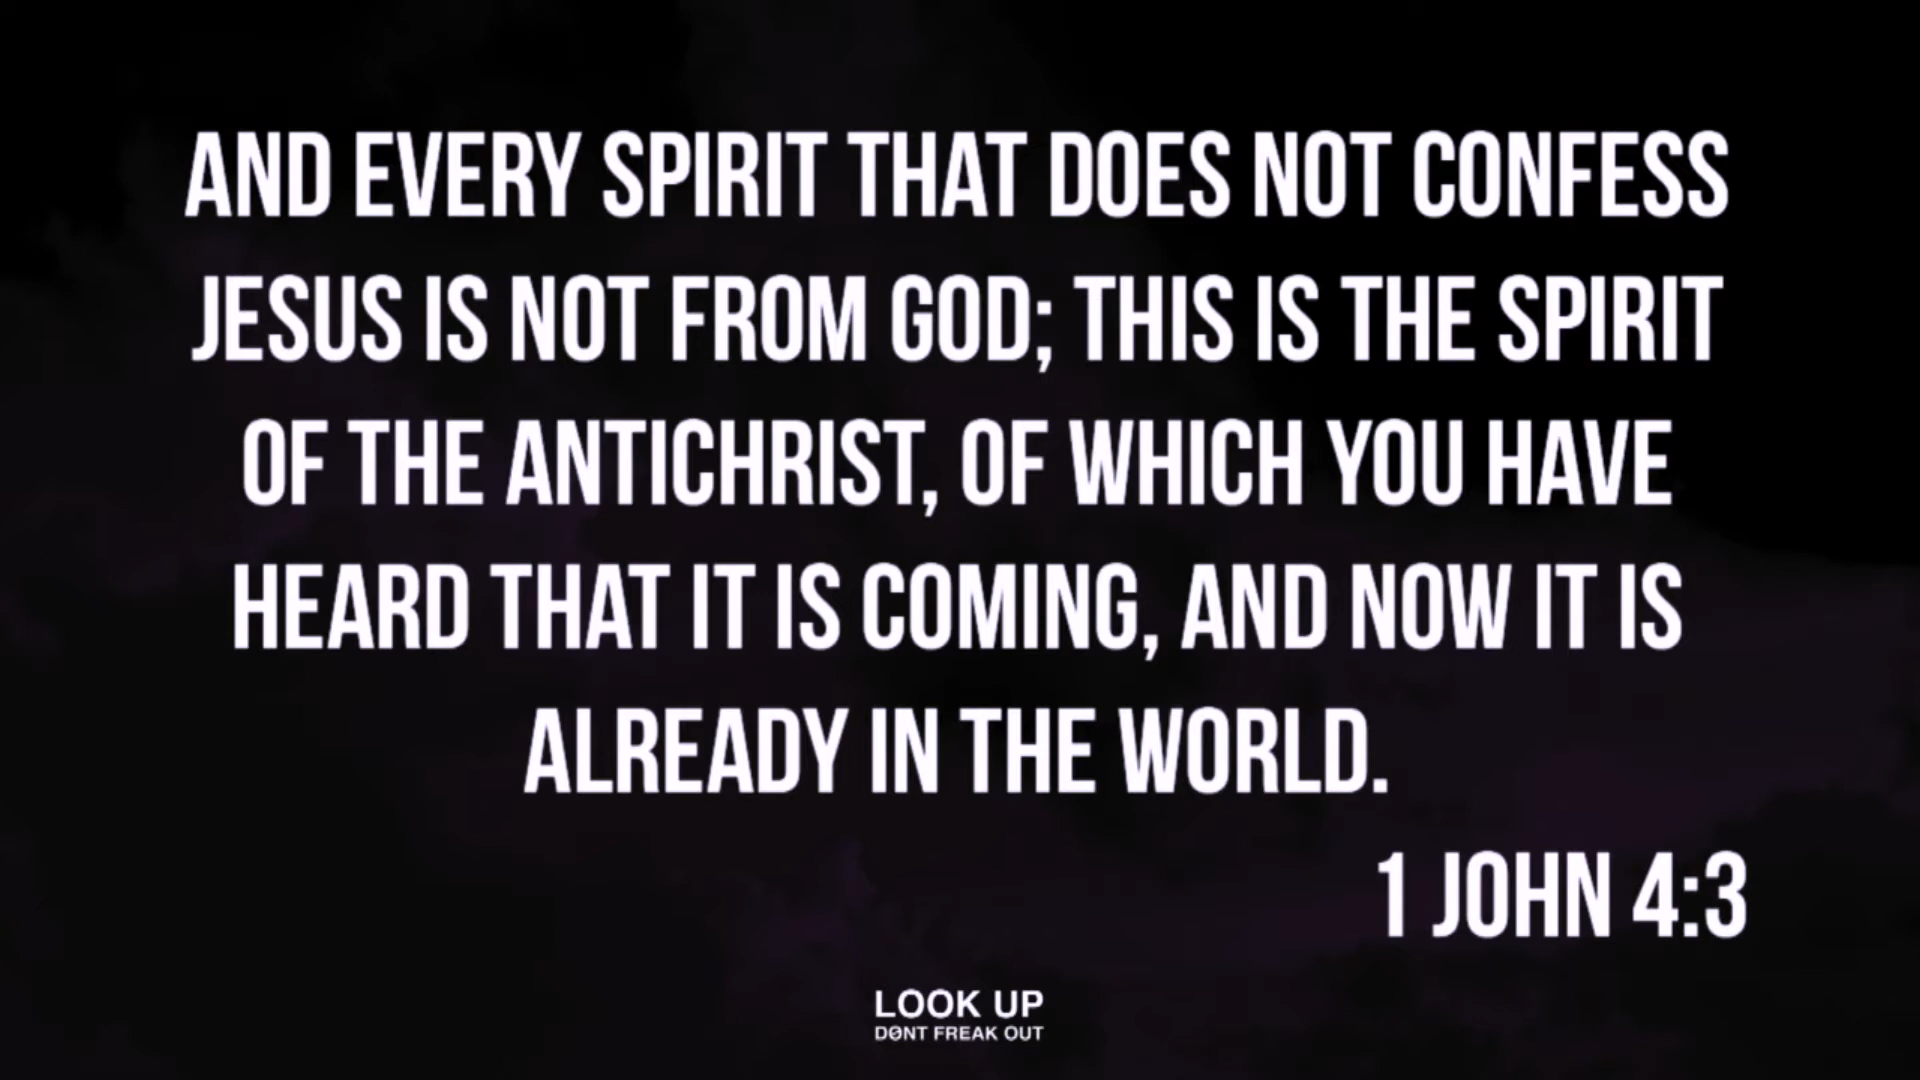 AND EVERY SPIRIT THAT DOES NOT CONFESS
JESUS IS NOT FROM GOD; THIS IS THE SPIRIT
OF THE ANTICHRIST, OF WHICH YOU HAVE
HEARD THAT IT IS COMING, AND NOW IT IS
ALREADY IN THE WORLD.
1 JOHN 4:3
LOOK UP
DØNT FREAK OUT